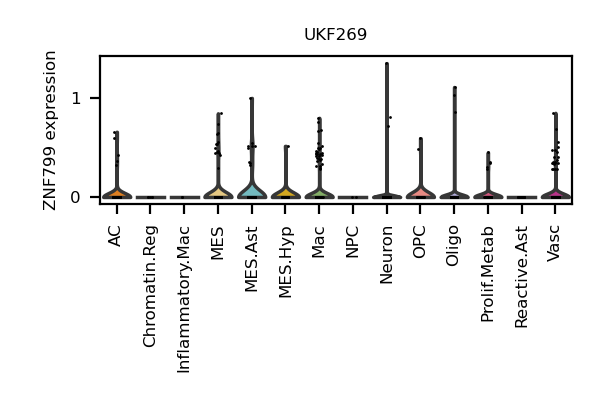 UKF269
ZNF799 expression
1
0
AC
Chromatin.Reg
Inflammatory.Mac
MES
MES.Ast
MES.Hyp
Mac
NPC
Neuron
OPC
Oligo
Prolif.Metab
Reactive.Ast
Vasc